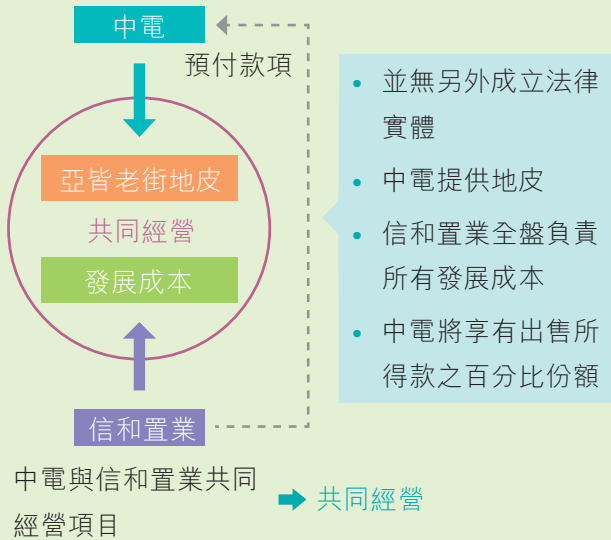 中電
預付款項
亞皆老街地皮
共同經營
發展成本
信和置業
• 並無另外成立法律
實體
• 中電提供地皮
• 信和置業全盤負責
所有發展成本
• 中電將享有出售所
得款之百分比份額
中電與信和置業共同
經營項目
共同經營